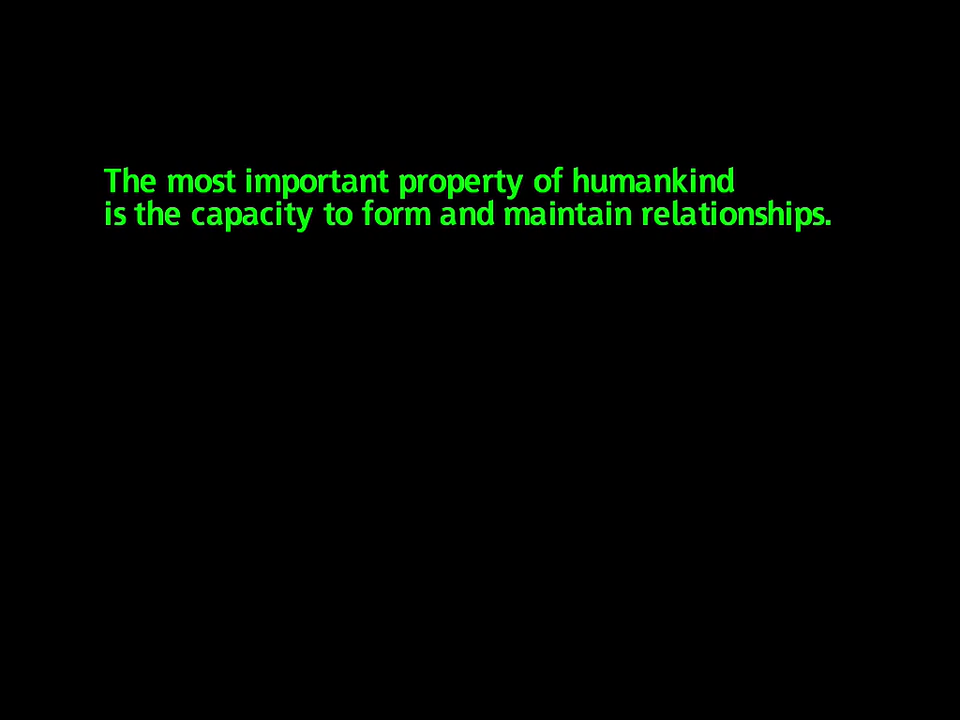 The most important property of humankind
is the capacity to form and maintain relationships.